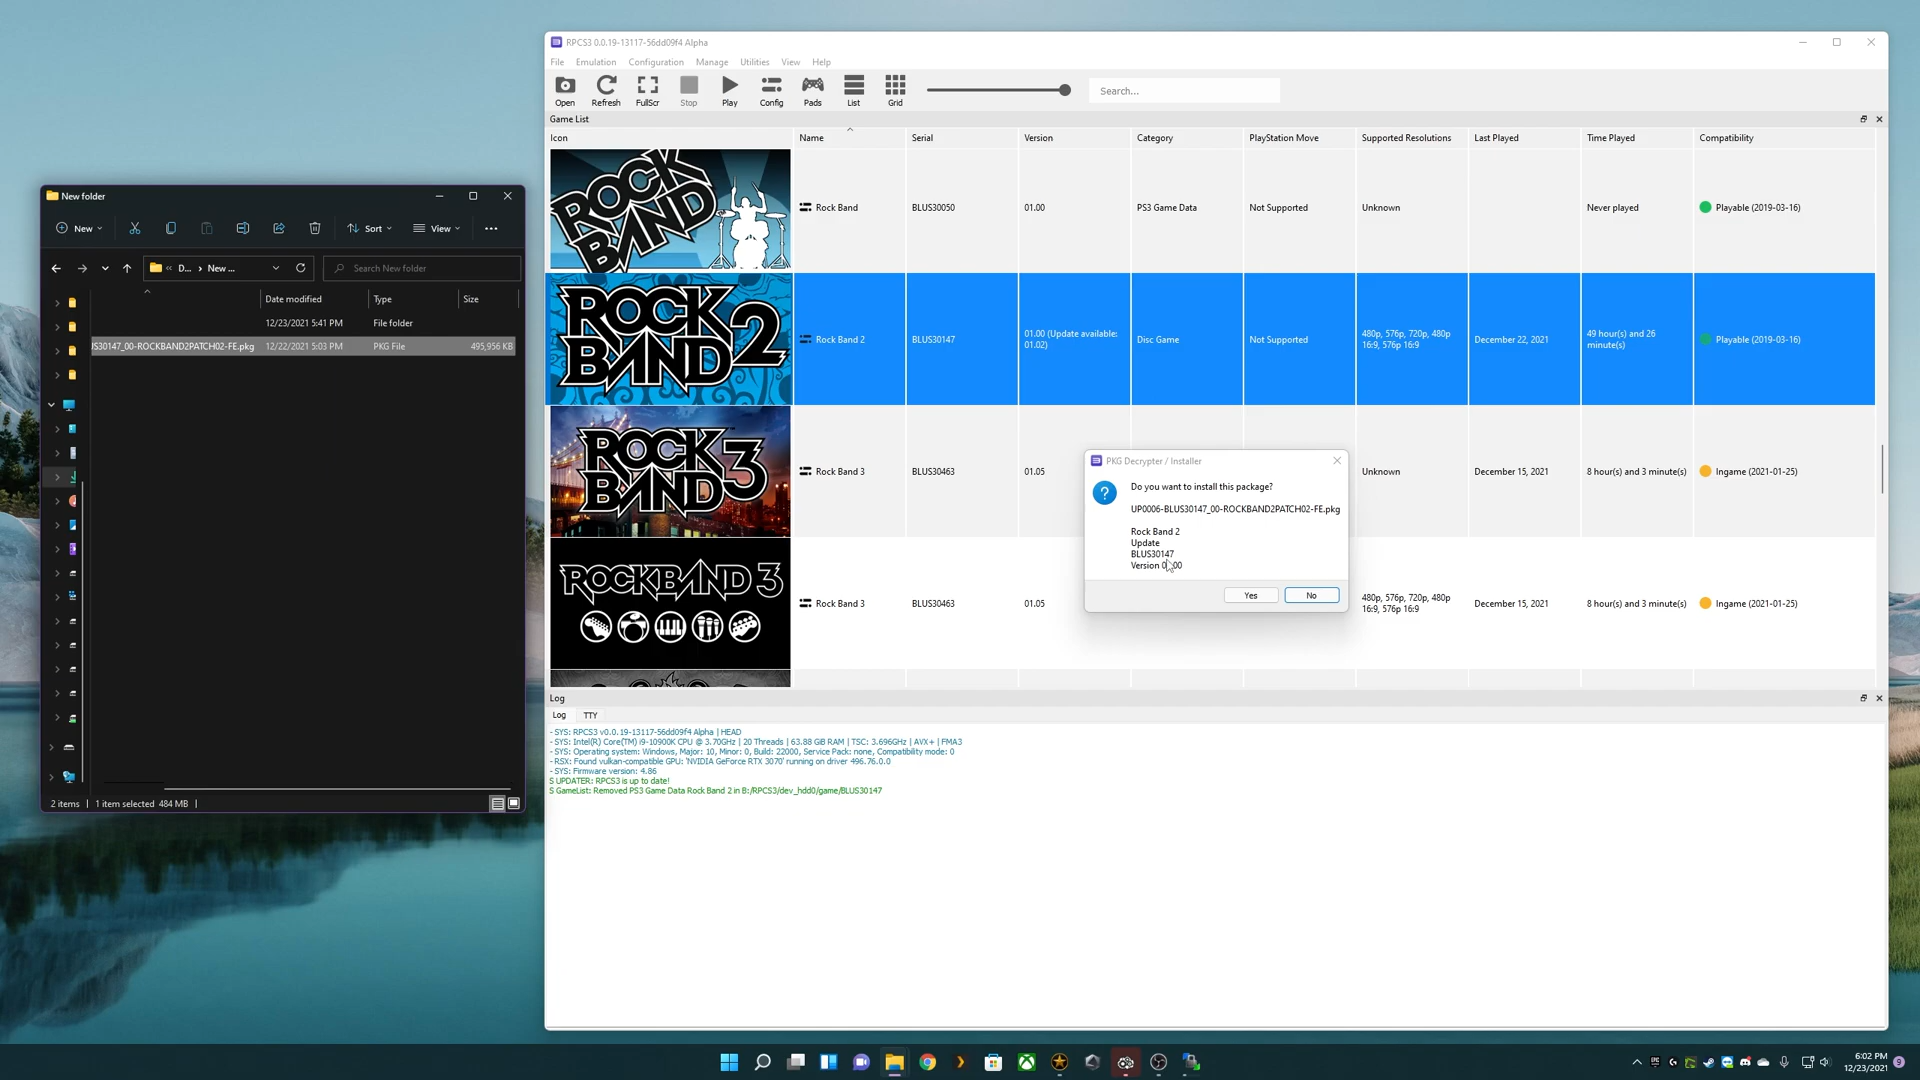 RPCS3 0.0.19-13117-56dd09f4 Alpha
File Emulation Configuration Manage Utilities View Help
Open Refresh FullScr Stop Play Config Pads List Grid Search...
Game List
Icon Name Serial Version Category PlayStation Move Supported Resolutions Last Played Time Played Compatibility
ROCK BAND
Rock Band BLUS30050 01.00 PS3 Game Data Not Supported Unknown Never played Playable (2019-03-16)
ROCK BAND 2
Rock Band 2 BLUS30147 01.00 (Update available: 01.02) Disc Game Not Supported 480p, 576p, 720p, 480p 16:9, 576p 16:9 December 22, 2021 49 hour(s) and 26 minute(s) Playable (2019-03-16)
ROCK BAND 3
Rock Band 3 BLUS30463 01.05 Unknown December 15, 2021 8 hour(s) and 3 minute(s) Ingame (2021-01-25)
ROCKBAND 3
Rock Band 3 BLUS30463 01.05 480p, 576p, 720p, 480p 16:9, 576p 16:9 December 15, 2021 8 hour(s) and 3 minute(s) Ingame (2021-01-25)
PKG Decrypter / Installer
Do you want to install this package?
UP0006-BLUS30147_00-ROCKBAND2PATCH02-FE.pkg
Rock Band 2
Update
BLUS30147
Version
Yes No
Log
Log TTY
- SYS: RPCS3 v0.0.19-13117-56dd09f4 Alpha | HEAD
- SYS: Intel(R) Core(TM) i9-10900K CPU @ 3.70GHz | 20 Threads | 63.88 GiB RAM | TSC: 3.696GHz | AVX+ | FMA3
- SYS: Operating system: Windows, Major: 10, Minor: 0, Build: 22000, Service Pack: none, Compatibility mode: 0
- RSX: Found vulkan-compatible GPU: 'NVIDIA GeForce RTX 3070' running on driver 496.76.0.0
- SYS: Firmware version: 4.86
S UPDATER: RPCS3 is up to date!
S GameList: Removed PS3 Game Data Rock Band 2 in B:/RPCS3/dev_hdd0/game/BLUS30147
New folder
New Sort View
D... New ... Search New folder
Date modified Type Size
12/23/2021 5:41 PM File folder
JS30147_00-ROCKBAND2PATCH02-FE.pkg 12/22/2021 5:03 PM PKG File 495,956 KB
2 items 1 item selected 484 MB
6:02 PM
12/23/2021
9